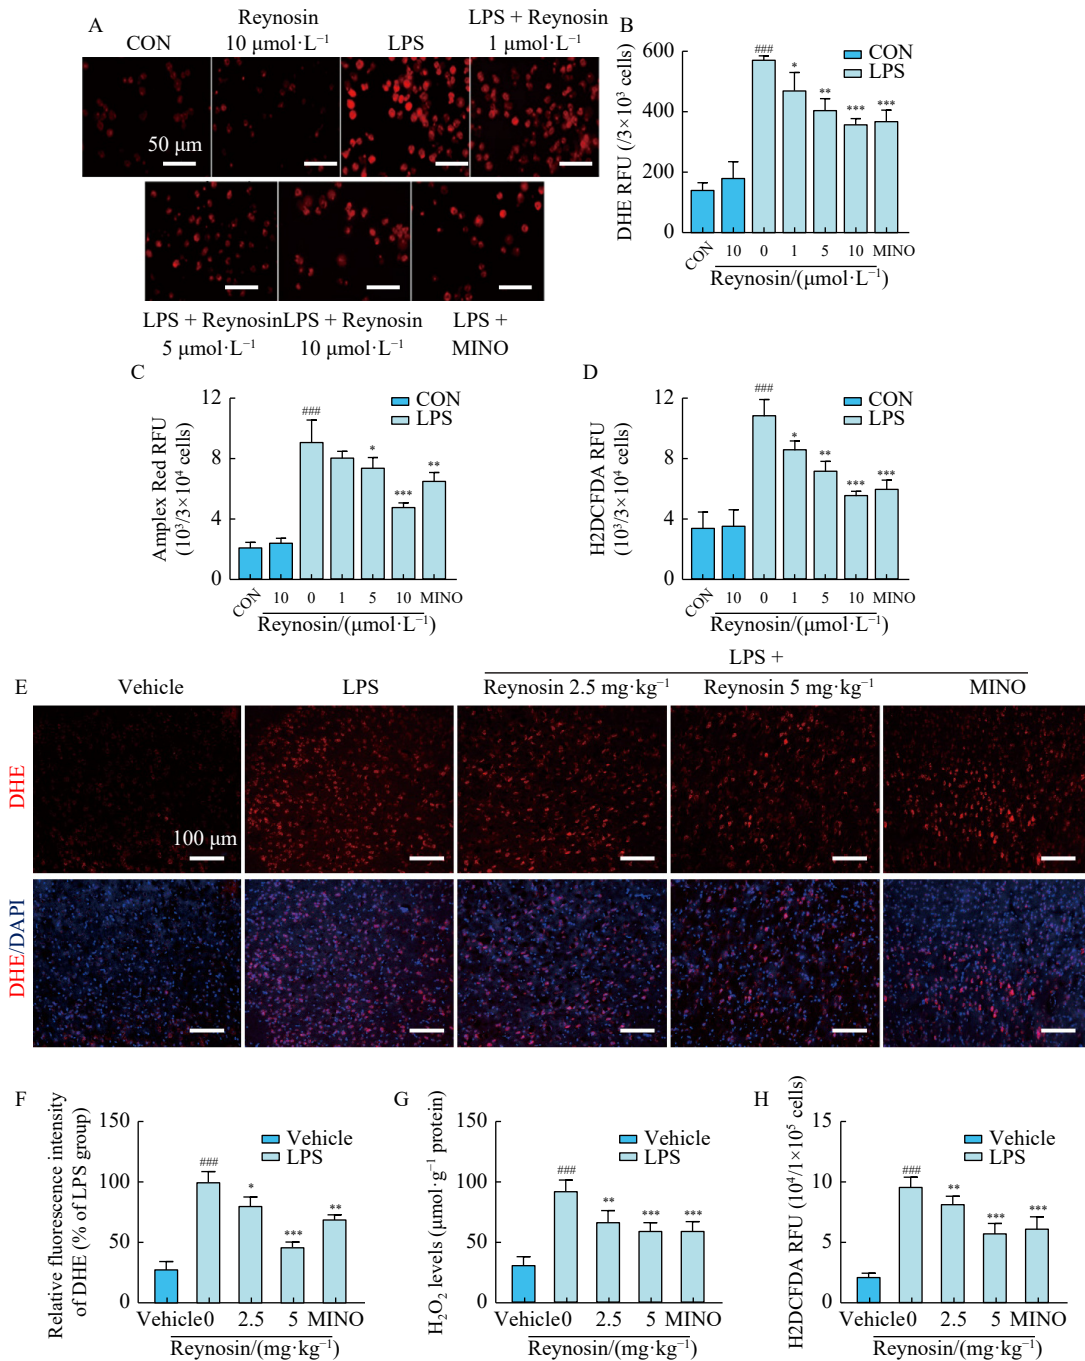 A
CON
Reynosin
10 μmol·L⁻¹
LPS
LPS + Reynosin
1 μmol·L⁻¹
50 μm
LPS + Reynosin
5 μmol·L⁻¹
LPS + Reynosin
10 μmol·L⁻¹
LPS +
MINO
B
DHE RFU (/3× 10³ cells)
600
400
200
0
CON
LPS
###
*
**
***
***
CON 10 0 1 5 10 MINO
Reynosin/(μmol·L⁻¹)
C
Amplex Red RFU
(10³/3×10⁴ cells)
12
8
4
0
CON
LPS
###
*
***
**
CON 10 0 1 5 10 MINO
Reynosin/(μmol·L⁻¹)
D
H2DCFDA RFU
(10³/3×10⁴ cells)
12
8
4
0
CON
LPS
###
*
**
***
***
CON 10 0 1 5 10 MINO
Reynosin/(μmol·L⁻¹)
E
LPS +
Vehicle
LPS
Reynosin 2.5 mg·kg⁻¹
Reynosin 5 mg·kg⁻¹
MINO
DHE
100 μm
DHE/DAPI
F
Relative fluorescence intensity
of DHE (% of LPS group)
150
100
50
0
Vehicle
LPS
###
*
***
**
Vehicle 0 2.5 5 MINO
Reynosin/(mg·kg⁻¹)
G
H₂O₂ levels (μmol·g⁻¹ protein)
150
100
50
0
Vehicle
LPS
###
**
***
***
Vehicle 0 2.5 5 MINO
Reynosin/(mg·kg⁻¹)
H
H2DCFDA RFU (10⁴/1×10⁵ cells)
15
10
5
0
Vehicle
LPS
###
**
***
***
Vehicle 0 2.5 5 MINO
Reynosin/(mg·kg⁻¹)